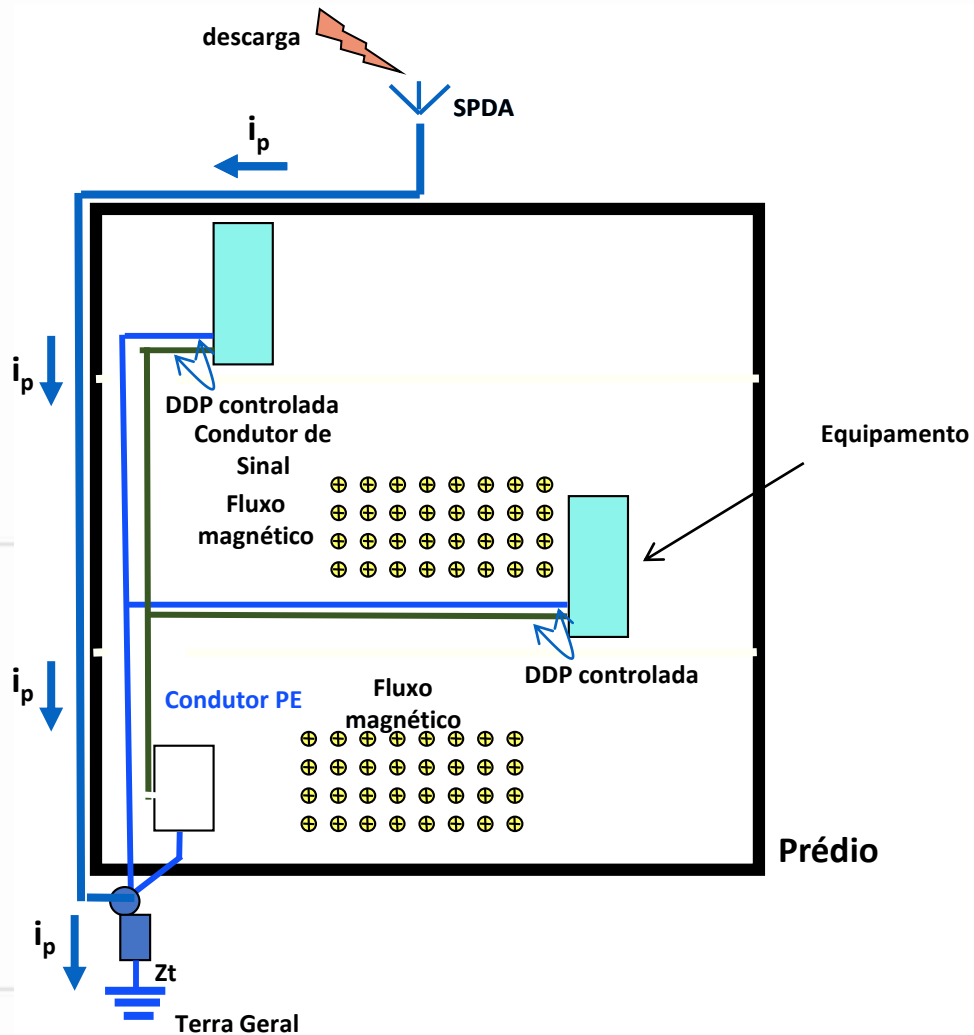 descarga
SPDA
ip
ip
DDP controlada
Condutor de
Sinal
Fluxo
magnético
Equipamento
DDP controlada
ip
Condutor PE
Fluxo
magnético
Prédio
ip
Zt
Terra Geral